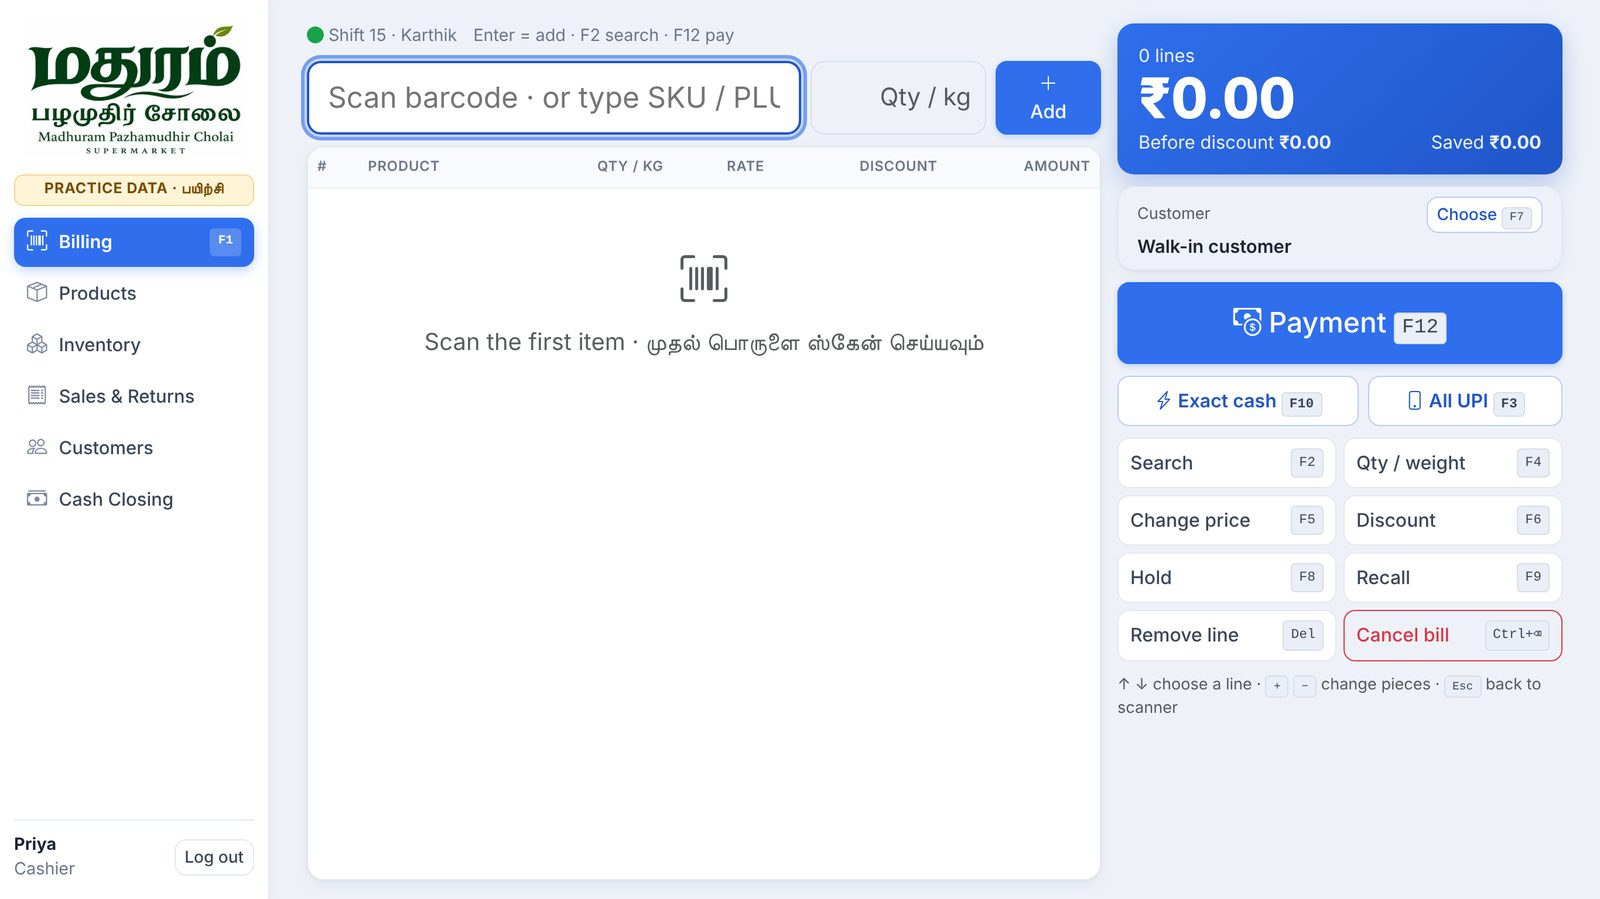 மதுரம்
பழமுதிர் சோலை
Madhuram Pazhamudhir Cholai
SUPERMARKET
PRACTICE DATA · பயிற்சி
Billing F1
Products
Inventory
Sales & Returns
Customers
Cash Closing
Priya
Cashier
Log out
Shift 15 · Karthik Enter = add · F2 search · F12 pay
Scan barcode · or type SKU / PLU
Qty / kg
+ Add
# PRODUCT QTY / KG RATE DISCOUNT AMOUNT
Scan the first item · முதல் பொருளை ஸ்கேன் செய்யவும்
0 lines
₹0.00
Before discount ₹0.00 Saved ₹0.00
Customer
Choose F7
Walk-in customer
Payment F12
Exact cash F10
All UPI F3
Search F2
Qty / weight F4
Change price F5
Discount F6
Hold F8
Recall F9
Remove line Del
Cancel bill Ctrl+⌫
↑ ↓ choose a line · + − change pieces · Esc back to
scanner